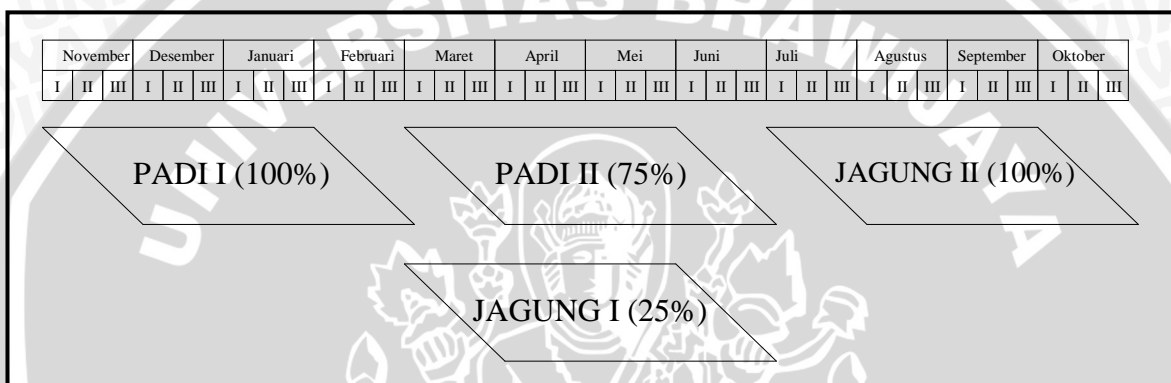 UNIVERSITAS BRAWIJAYA
November Desember Januari Februari Maret April Mei Juni Juli Agustus September Oktober
I II III I II III I II III I II III I II III I II III I II III I II III I II III I II III I II III I II III
PADI I (100%) PADI II (75%) JAGUNG II (100%)
JAGUNG I (25%)